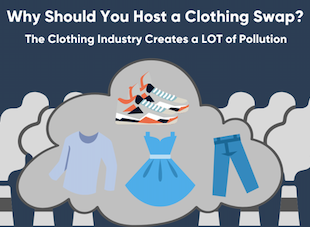 Why Should You Host a Clothing Swap?
The Clothing Industry Creates a LOT of Pollution